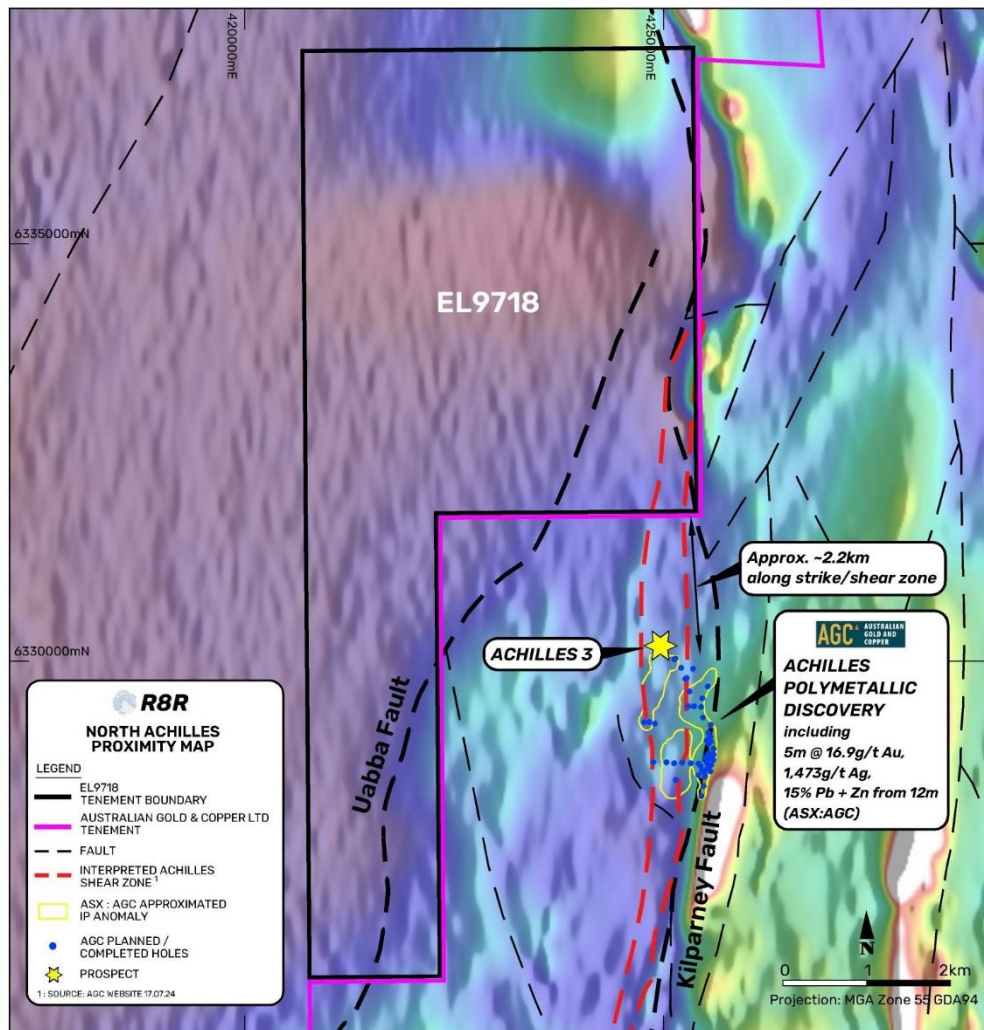 420000mE
425000mE
6335000mN
EL9718
Approx. ~2.2km
along strike/shear zone
AGC
AUSTRALIAN
GOLD AND
COPPER
ACHILLES 3
6330000mN
ACHILLES
POLYMETALLIC
DISCOVERY
including
5m @ 16.9g/t Au,
1,473g/t Ag,
15% Pb + Zn from 12m
(ASX:AGC)
Uabba Fault
Kilparney Fault
R8R
NORTH ACHILLES
PROXIMITY MAP
LEGEND
EL9718
TENEMENT BOUNDARY
AUSTRALIAN GOLD & COPPER LTD
TENEMENT
FAULT
INTERPRETED ACHILLES
SHEAR ZONE 1
ASX : AGC APPROXIMATED
IP ANOMALY
AGC PLANNED /
COMPLETED HOLES
PROSPECT
1 : SOURCE: AGC WEBSITE 17.07.24
N
0 1 2km
Projection: MGA Zone 55 GDA94